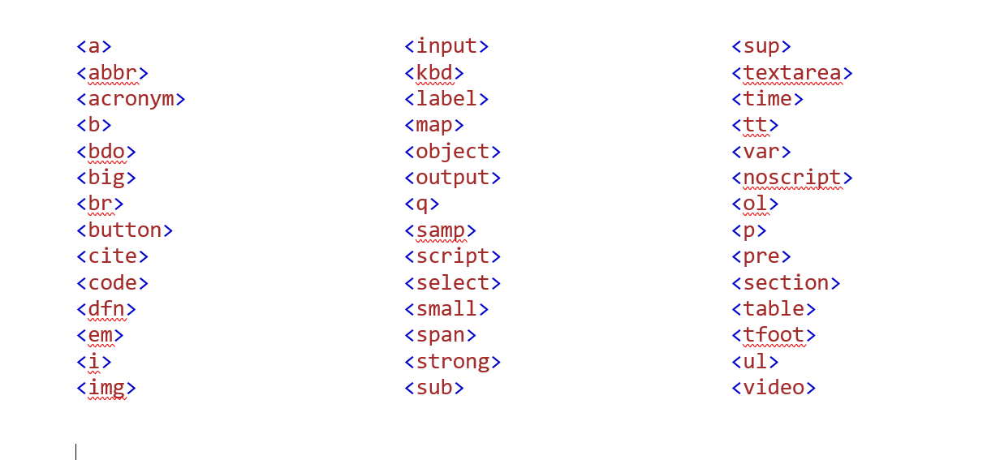 <a>
<abbr>
<acronym>
<b>
<bdo>
<big>
<br>
<button>
<cite>
<code>
<dfn>
<em>
<i>
<img>
<input>
<kbd>
<label>
<map>
<object>
<output>
<q>
<samp>
<script>
<select>
<small>
<span>
<strong>
<sub>
<sup>
<textarea>
<time>
<tt>
<var>
<noscript>
<ol>
<p>
<pre>
<section>
<table>
<tfoot>
<ul>
<video>